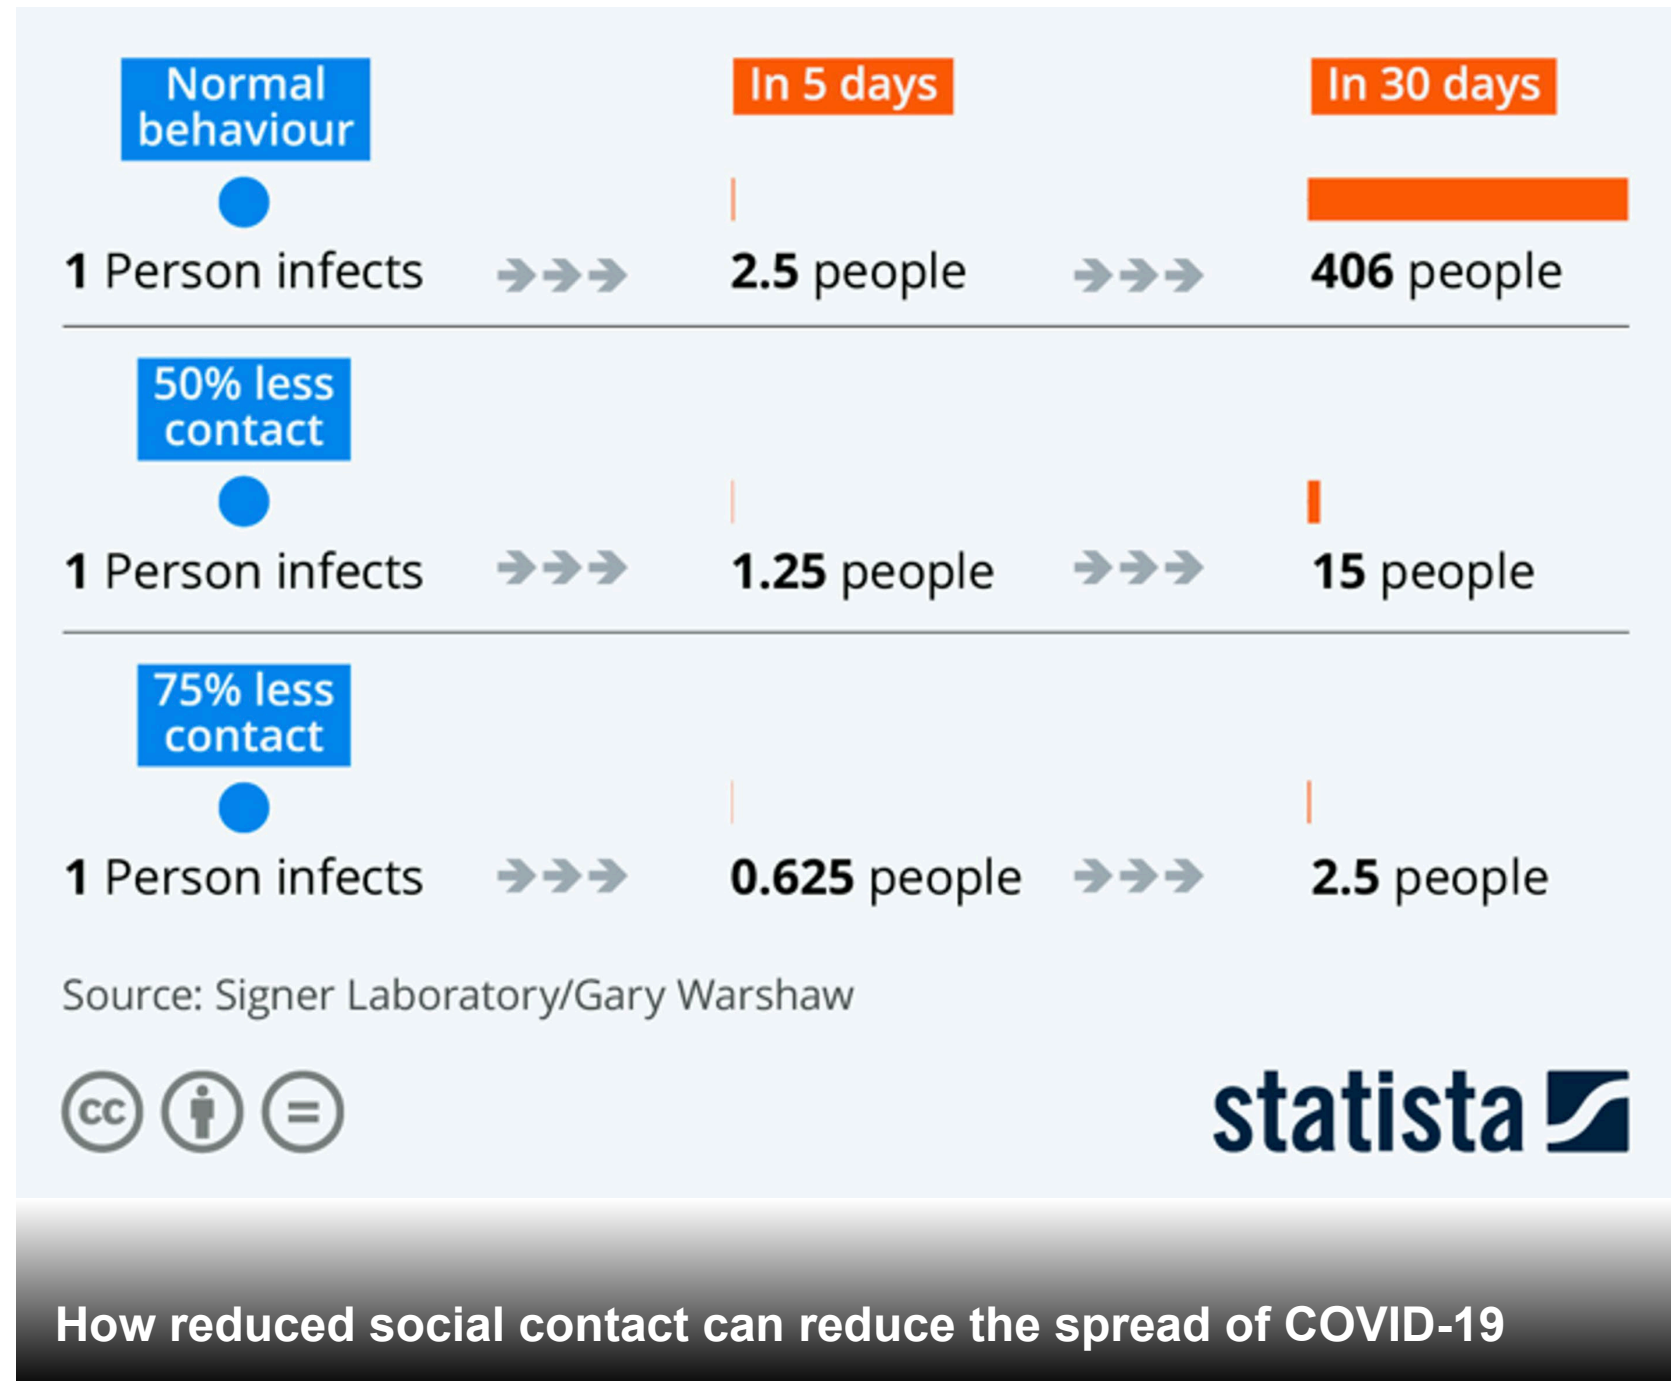 Normal
behaviour
In 5 days
In 30 days
1 Person infects
2.5 people
406 people
50% less
contact
1 Person infects
1.25 people
15 people
75% less
contact
1 Person infects
0.625 people
2.5 people
Source: Signer Laboratory/Gary Warshaw
cc
statista
How reduced social contact can reduce the spread of COVID-19